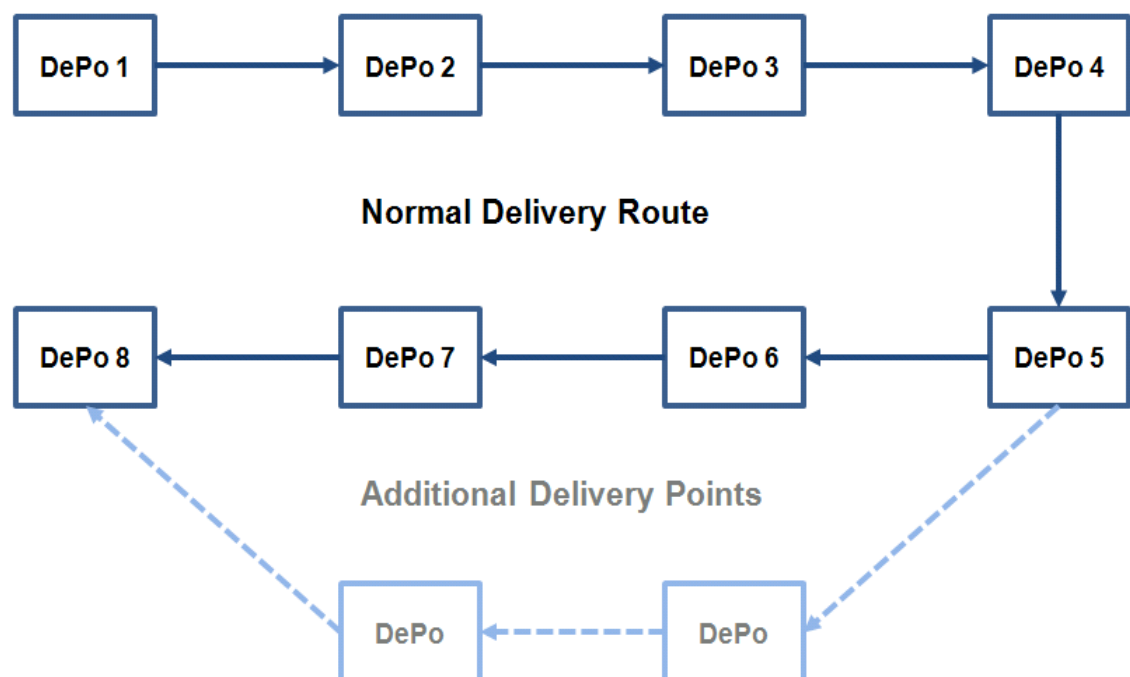 DePo 1
DePo 2
DePo 3
DePo 4
Normal Delivery Route
DePo 8
DePo 7
DePo 6
DePo 5
Additional Delivery Points
DePo
DePo